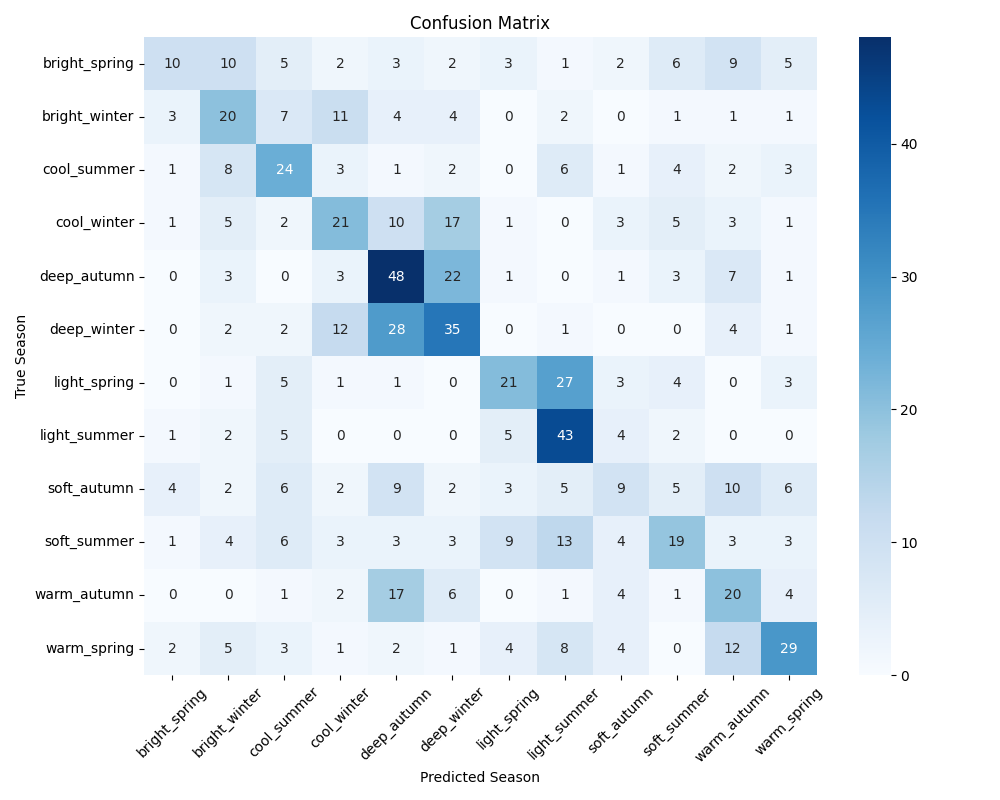 Confusion Matrix
True Season
bright_spring 10 10 5 2 3 2 3 1 2 6 9 5
bright_winter 3 20 7 11 4 4 0 2 0 1 1 1
cool_summer 1 8 24 3 1 2 0 6 1 4 2 3
cool_winter 1 5 2 21 10 17 1 0 3 5 3 1
deep_autumn 0 3 0 3 48 22 1 0 1 3 7 1
deep_winter 0 2 2 12 28 35 0 1 0 0 4 1
light_spring 0 1 5 1 1 0 21 27 3 4 0 3
light_summer 1 2 5 0 0 0 5 43 4 2 0 0
soft_autumn 4 2 6 2 9 2 3 5 9 5 10 6
soft_summer 1 4 6 3 3 3 9 13 4 19 3 3
warm_autumn 0 0 1 2 17 6 0 1 4 1 20 4
warm_spring 2 5 3 1 2 1 4 8 4 0 12 29
bright_spring bright_winter cool_summer cool_winter deep_autumn deep_winter light_spring light_summer soft_autumn soft_summer warm_autumn warm_spring
Predicted Season
40
30
20
10
0